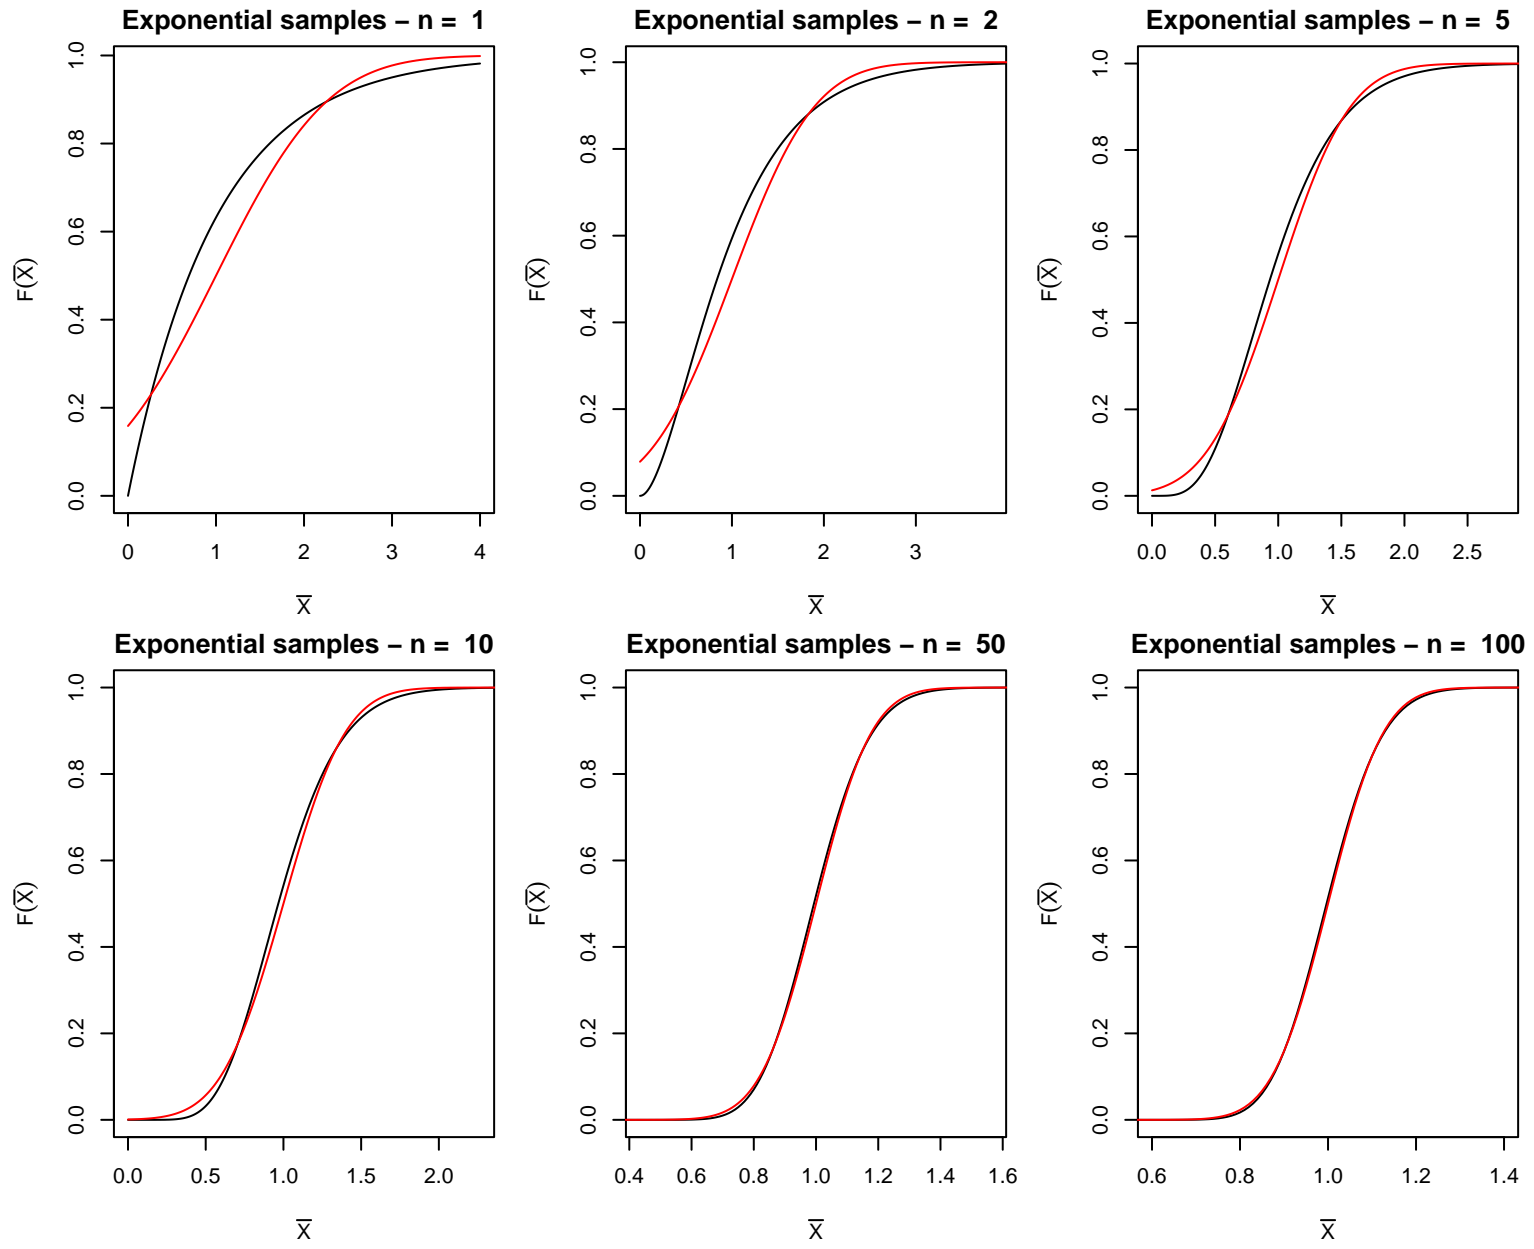 Exponential samples – n = 1
F(X̅)
0.0 0.2 0.4 0.6 0.8 1.0
0 1 2 3 4
X̅
Exponential samples – n = 2
F(X̅)
0.0 0.2 0.4 0.6 0.8 1.0
0 1 2 3
X̅
Exponential samples – n = 5
F(X̅)
0.0 0.2 0.4 0.6 0.8 1.0
0.0 0.5 1.0 1.5 2.0 2.5
X̅
Exponential samples – n = 10
F(X̅)
0.0 0.2 0.4 0.6 0.8 1.0
0.0 0.5 1.0 1.5 2.0
X̅
Exponential samples – n = 50
F(X̅)
0.0 0.2 0.4 0.6 0.8 1.0
0.4 0.6 0.8 1.0 1.2 1.4 1.6
X̅
Exponential samples – n = 100
F(X̅)
0.0 0.2 0.4 0.6 0.8 1.0
0.6 0.8 1.0 1.2 1.4
X̅